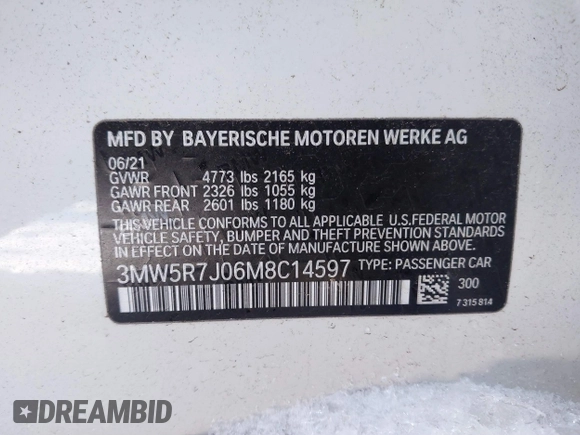 MFD BY BAYERISCHE MOTOREN WERKE AG
06/21
GVWR 4773 lbs 2165 kg
GAWR FRONT 2326 lbs 1055 kg
GAWR REAR 2601 lbs 1180 kg
THIS VEHICLE CONFORMS TO ALL APPLICABLE U.S.FEDERAL MOTOR
VEHICLE SAFETY, BUMPER AND THEFT PREVENTION STANDARDS
IN EFFECT ON THE DATE OF MANUFACTURE SHOWN ABOVE.
3MW5R7J06M8C14597 TYPE: PASSENGER CAR
300
7 315 814
DREAMBID